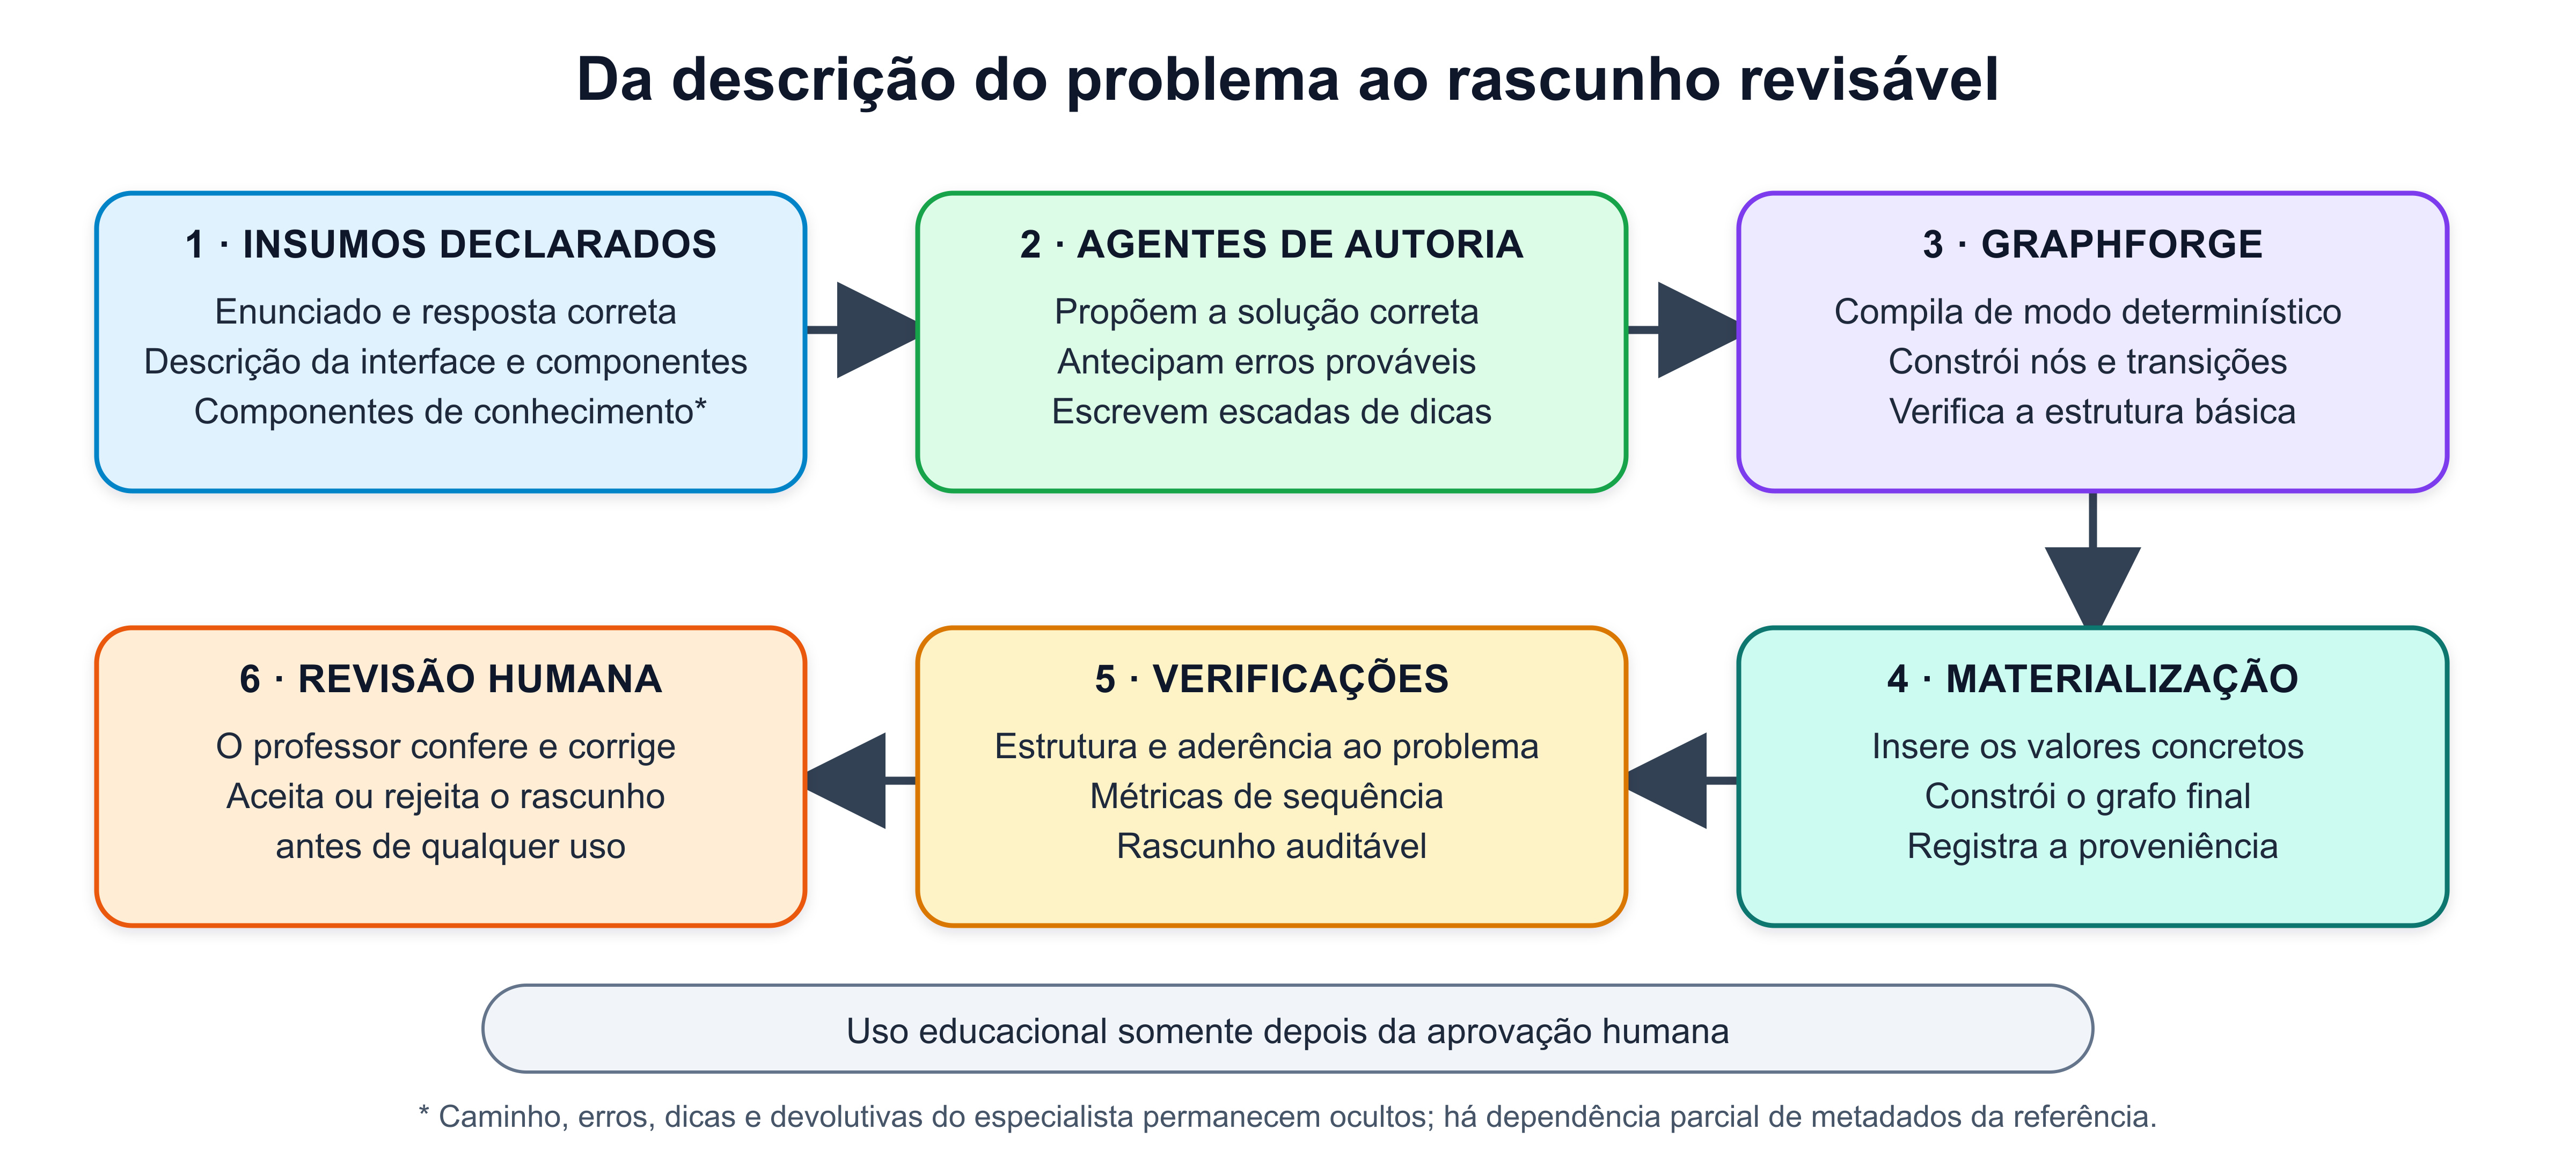 Da descrição do problema ao rascunho revisável
1 · INSUMOS DECLARADOS
Enunciado e resposta correta
Descrição da interface e componentes
Componentes de conhecimento*
2 · AGENTES DE AUTORIA
Propõem a solução correta
Antecipam erros prováveis
Escrevem escadas de dicas
3 · GRAPHFORGE
Compila de modo determinístico
Constrói nós e transições
Verifica a estrutura básica
4 · MATERIALIZAÇÃO
Insere os valores concretos
Constrói o grafo final
Registra a proveniência
5 · VERIFICAÇÕES
Estrutura e aderência ao problema
Métricas de sequência
Rascunho auditável
6 · REVISÃO HUMANA
O professor confere e corrige
Aceita ou rejeita o rascunho
antes de qualquer uso
Uso educacional somente depois da aprovação humana
* Caminho, erros, dicas e devolutivas do especialista permanecem ocultos; há dependência parcial de metadados da referência.